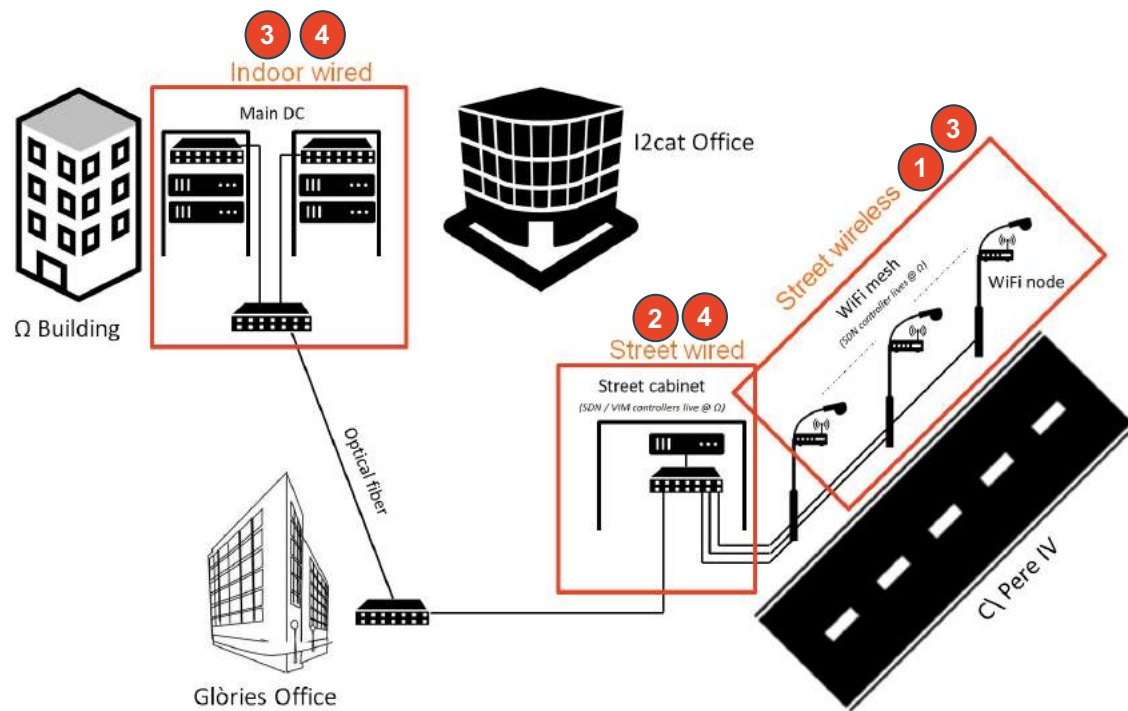 3 4
Indoor wired
Main DC
Ω Building
I2cat Office
3
1
Street wireless
WiFi mesh
(SDN controller lives @ Ω)
WiFi node
2 4
Street wired
Street cabinet
(SDN / VIM controllers live @ Ω)
Optical fiber
Glòries Office
C\ Pere IV